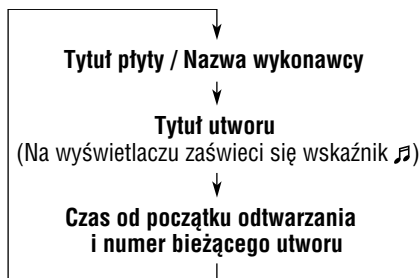 Tytuł płyty / Nazwa wykonawcy
Tytuł utworu
(Na wyświetlaczu zaświeci się wskaźnik ♫)
Czas od początku odtwarzania
i numer bieżącego utworu